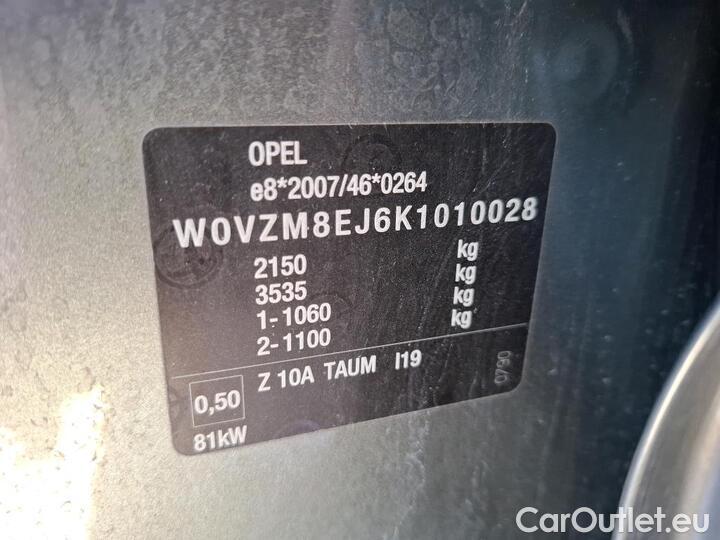 OPEL
e8*2007/46*0264
W0VZM8EJ6K1010028
2150 kg
3535 kg
1-1060 kg
2-1100 kg
0,50 Z 10A TAUM I19
81kW
0790
CarOutlet.eu